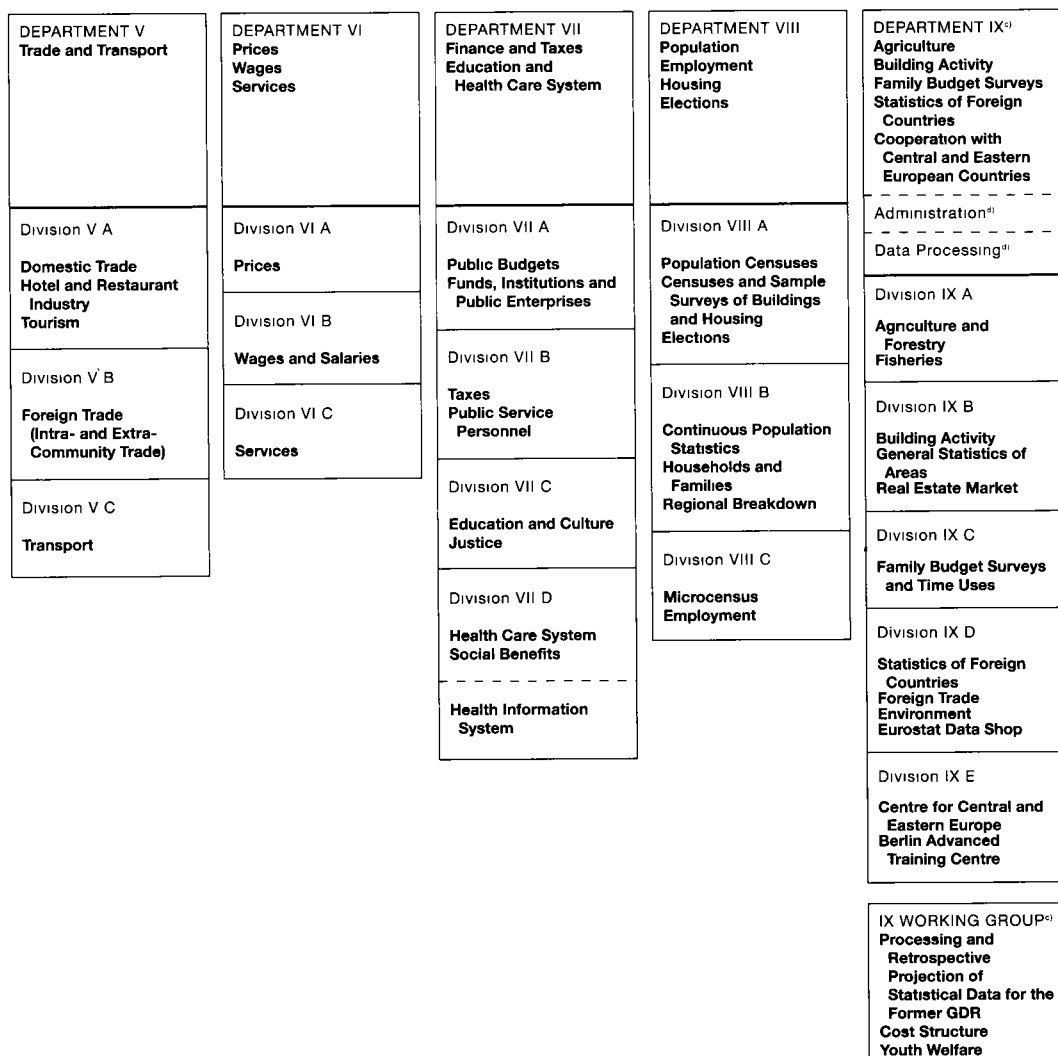 DEPARTMENT V
Trade and Transport
Division V A
Domestic Trade
Hotel and Restaurant
Industry
Tourism
Division V B
Foreign Trade
(Intra- and Extra-
Community Trade)
Division V C
Transport
DEPARTMENT VI
Prices
Wages
Services
Division VI A
Prices
Division VI B
Wages and Salaries
Division VI C
Services
DEPARTMENT VII
Finance and Taxes
Education and
Health Care System
Division VII A
Public Budgets
Funds, Institutions and
Public Enterprises
Division VII B
Taxes
Public Service
Personnel
Division VII C
Education and Culture
Justice
Division VII D
Health Care System
Social Benefits
Health Information
System
DEPARTMENT VIII
Population
Employment
Housing
Elections
Division VIII A
Population Censuses
Censuses and Sample
Surveys of Buildings
and Housing
Elections
Division VIII B
Continuous Population
Statistics
Households and
Families
Regional Breakdown
Division VIII C
Microcensus
Employment
DEPARTMENT IX c)
Agriculture
Building Activity
Family Budget Surveys
Statistics of Foreign
Countries
Cooperation with
Central and Eastern
European Countries
Administration d)
Data Processing d)
Division IX A
Agriculture and
Forestry
Fisheries
Division IX B
Building Activity
General Statistics of
Areas
Real Estate Market
Division IX C
Family Budget Surveys
and Time Uses
Division IX D
Statistics of Foreign
Countries
Foreign Trade
Environment
Eurostat Data Shop
Division IX E
Centre for Central and
Eastern Europe
Berlin Advanced
Training Centre
IX WORKING GROUP c)
Processing and
Retrospective
Projection of
Statistical Data for the
Former GDR
Cost Structure
Youth Welfare